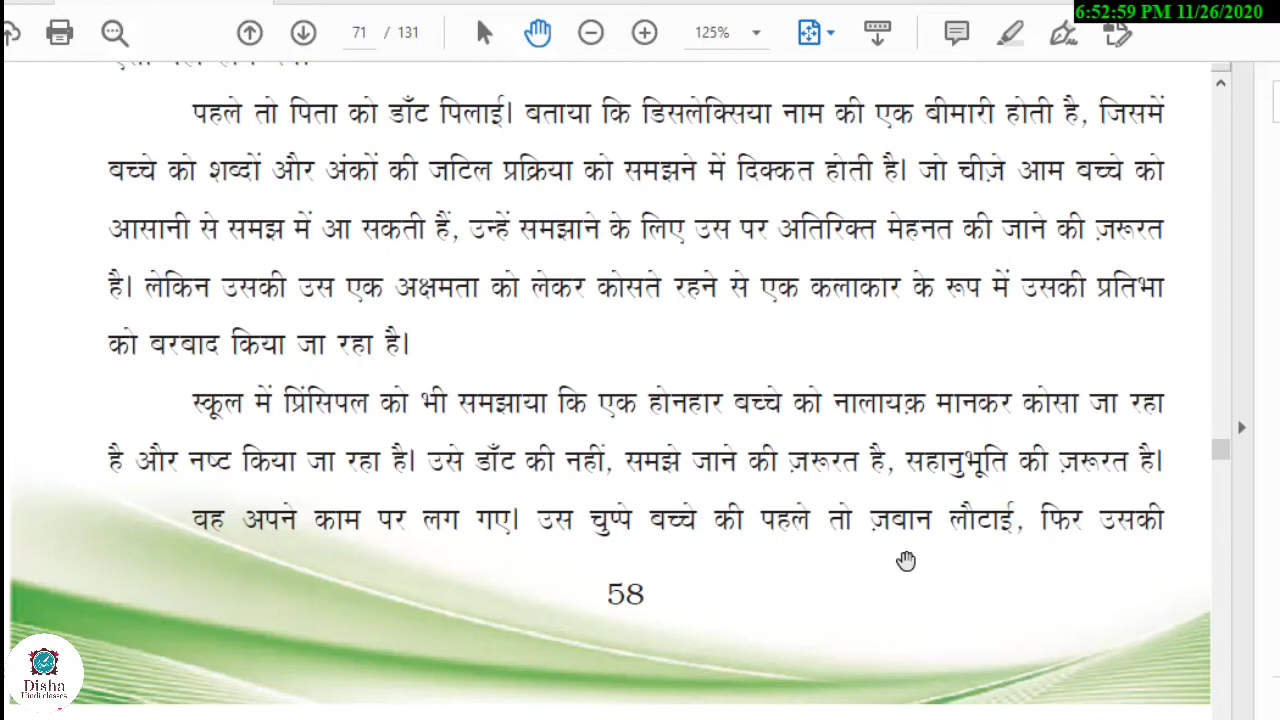 6:52:59 PM 11/26/2020
71 / 131 125%
पहले तो पिता को डाँट पिलाई। बताया कि डिसलेक्सिया नाम की एक बीमारी होती है, जिसमें
बच्चे को शब्दों और अंकों की जटिल प्रक्रिया को समझने में दिक्कत होती है। जो चीज़े आम बच्चे को
आसानी से समझ में आ सकती हैं, उन्हें समझाने के लिए उस पर अतिरिक्त मेहनत की जाने की ज़रूरत
है। लेकिन उसकी उस एक अक्षमता को लेकर कोसते रहने से एक कलाकार के रूप में उसकी प्रतिभा
को बरबाद किया जा रहा है।
स्कूल में प्रिंसिपल को भी समझाया कि एक होनहार बच्चे को नालायक़ मानकर कोसा जा रहा
है और नष्ट किया जा रहा है। उसे डाँट की नहीं, समझे जाने की ज़रूरत है, सहानुभूति की ज़रूरत है।
वह अपने काम पर लग गए। उस चुप्पे बच्चे की पहले तो ज़बान लौटाई, फिर उसकी
58
Disha
Hindi classes